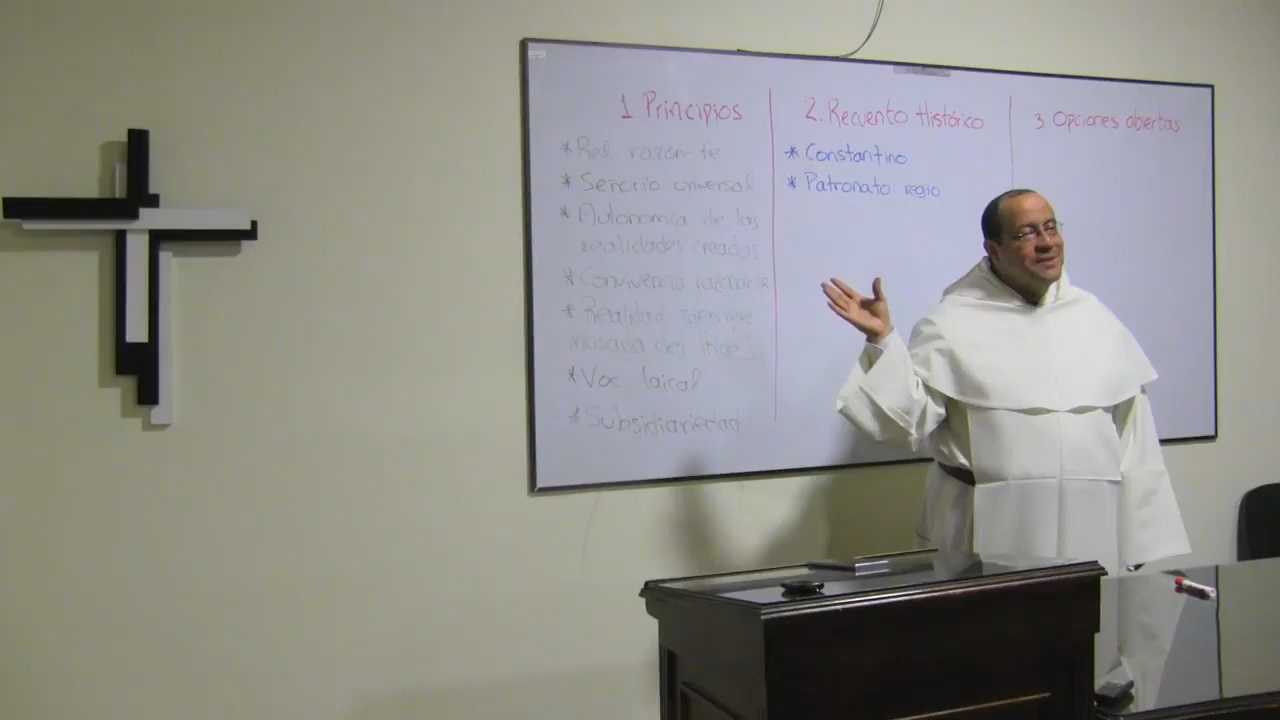 1 Principios
* Rel. razón-fe
* Señorío universal
* Autonomía de las
realidades creadas
* Convivencia
* Realidad siempre
* Voc laical
* Subsidiariedad
2. Recuento Histórico
* Constantino
* Patronato regio
3. Opciones abiertas